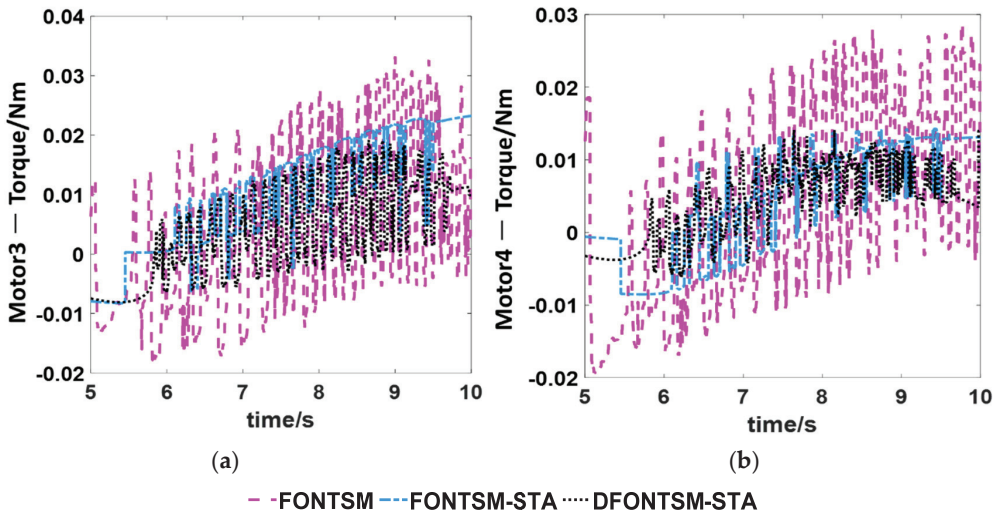 Motor3 — Torque/Nm
0.04
0.03
0.02
0.01
0
-0.01
-0.02
5 6 7 8 9 10
time/s
(a)
Motor4 — Torque/Nm
0.03
0.02
0.01
0
-0.01
-0.02
5 6 7 8 9 10
time/s
(b)
FONTSM FONTSM-STA DFONTSM-STA